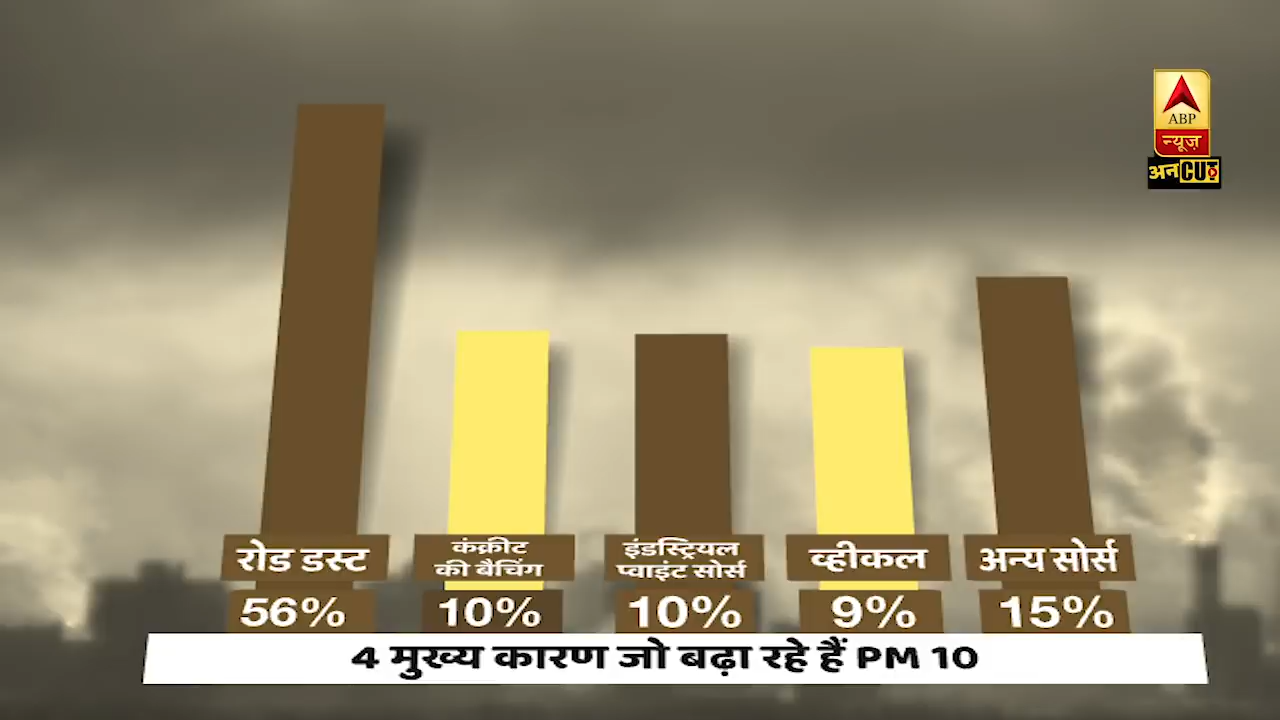 ABP
न्यूज़
अनCUT
रोड डस्ट
कंक्रीट
की बैचिंग
इंडस्ट्रियल
प्वाइंट सोर्स
व्हीकल
अन्य सोर्स
56%
10%
10%
9%
15%
4 मुख्य कारण जो बढ़ा रहे हैं PM 10